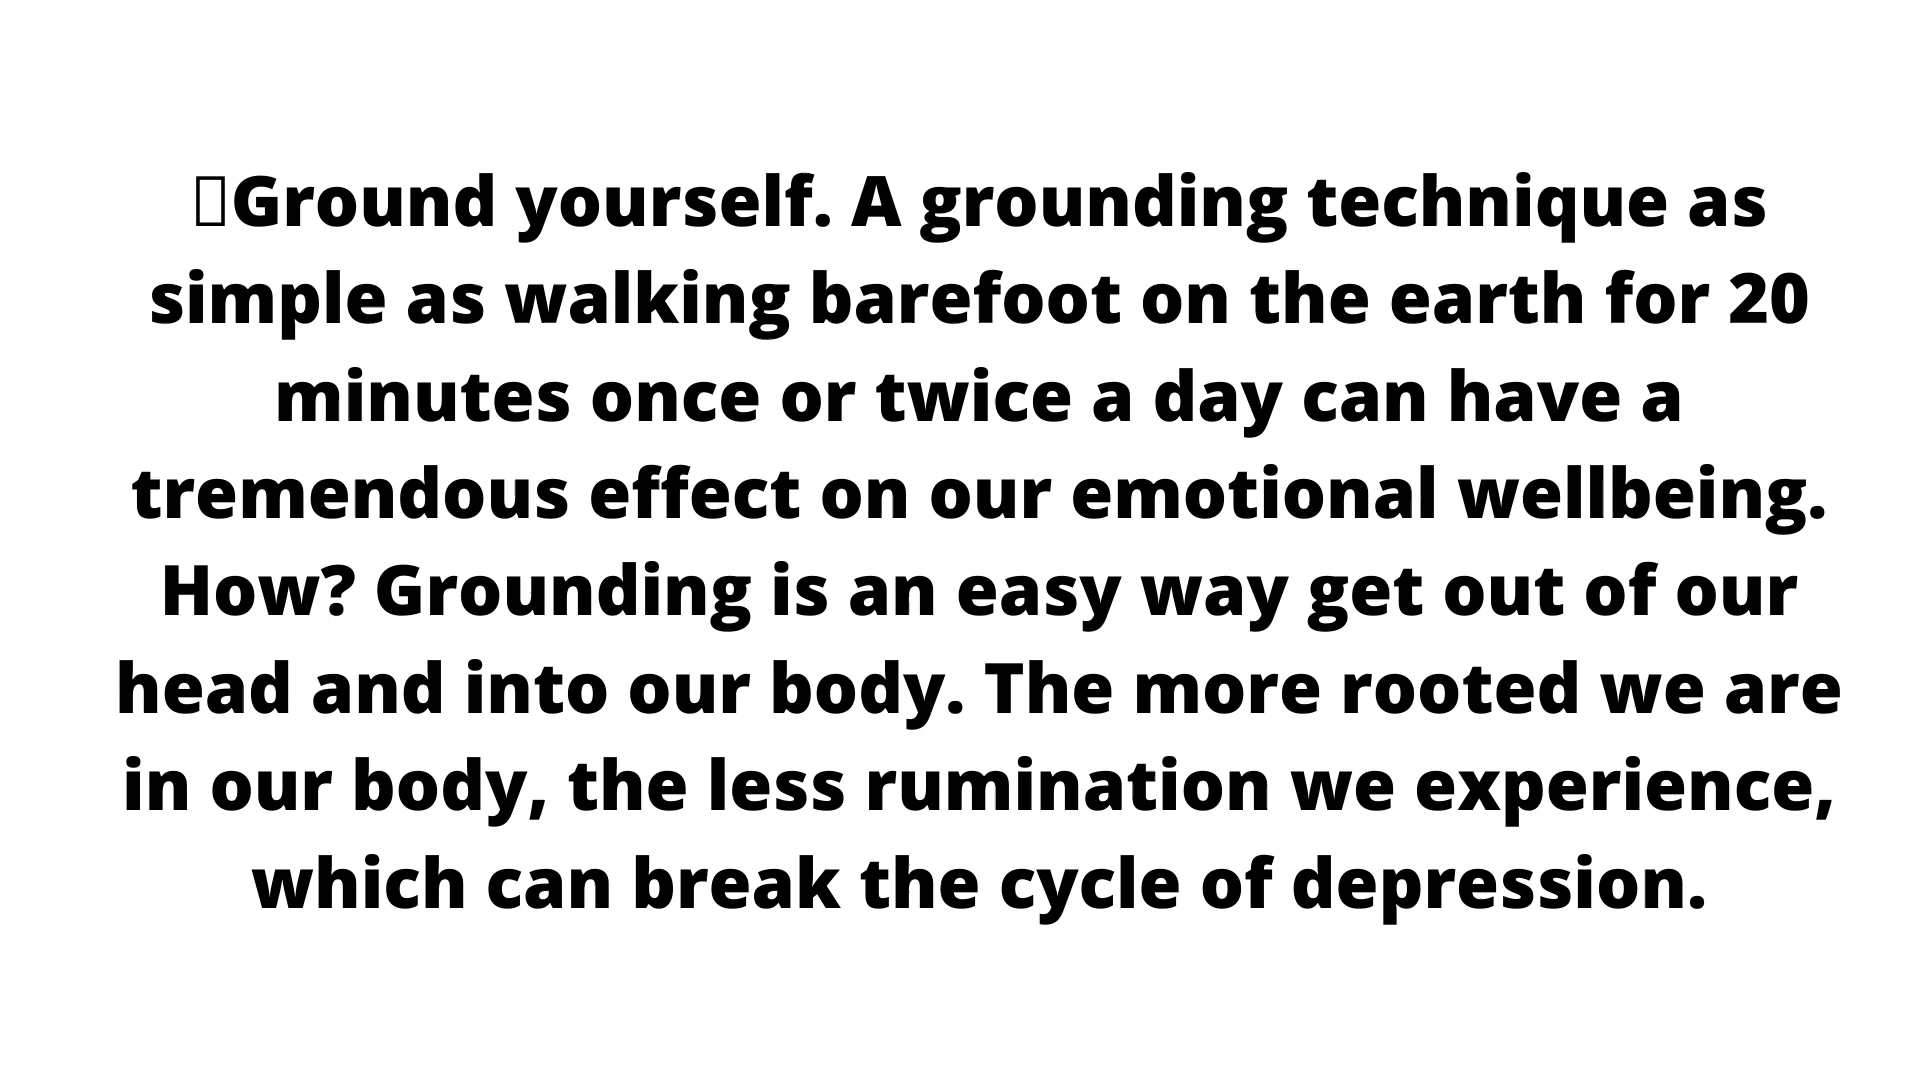 Ground yourself. A grounding technique as
simple as walking barefoot on the earth for 20
minutes once or twice a day can have a
tremendous effect on our emotional wellbeing.
How? Grounding is an easy way get out of our
head and into our body. The more rooted we are
in our body, the less rumination we experience,
which can break the cycle of depression.